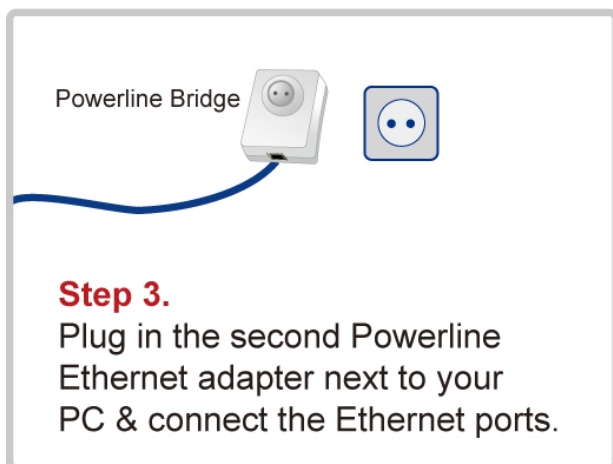 Powerline Bridge
Step 3.
Plug in the second Powerline
Ethernet adapter next to your
PC & connect the Ethernet ports.